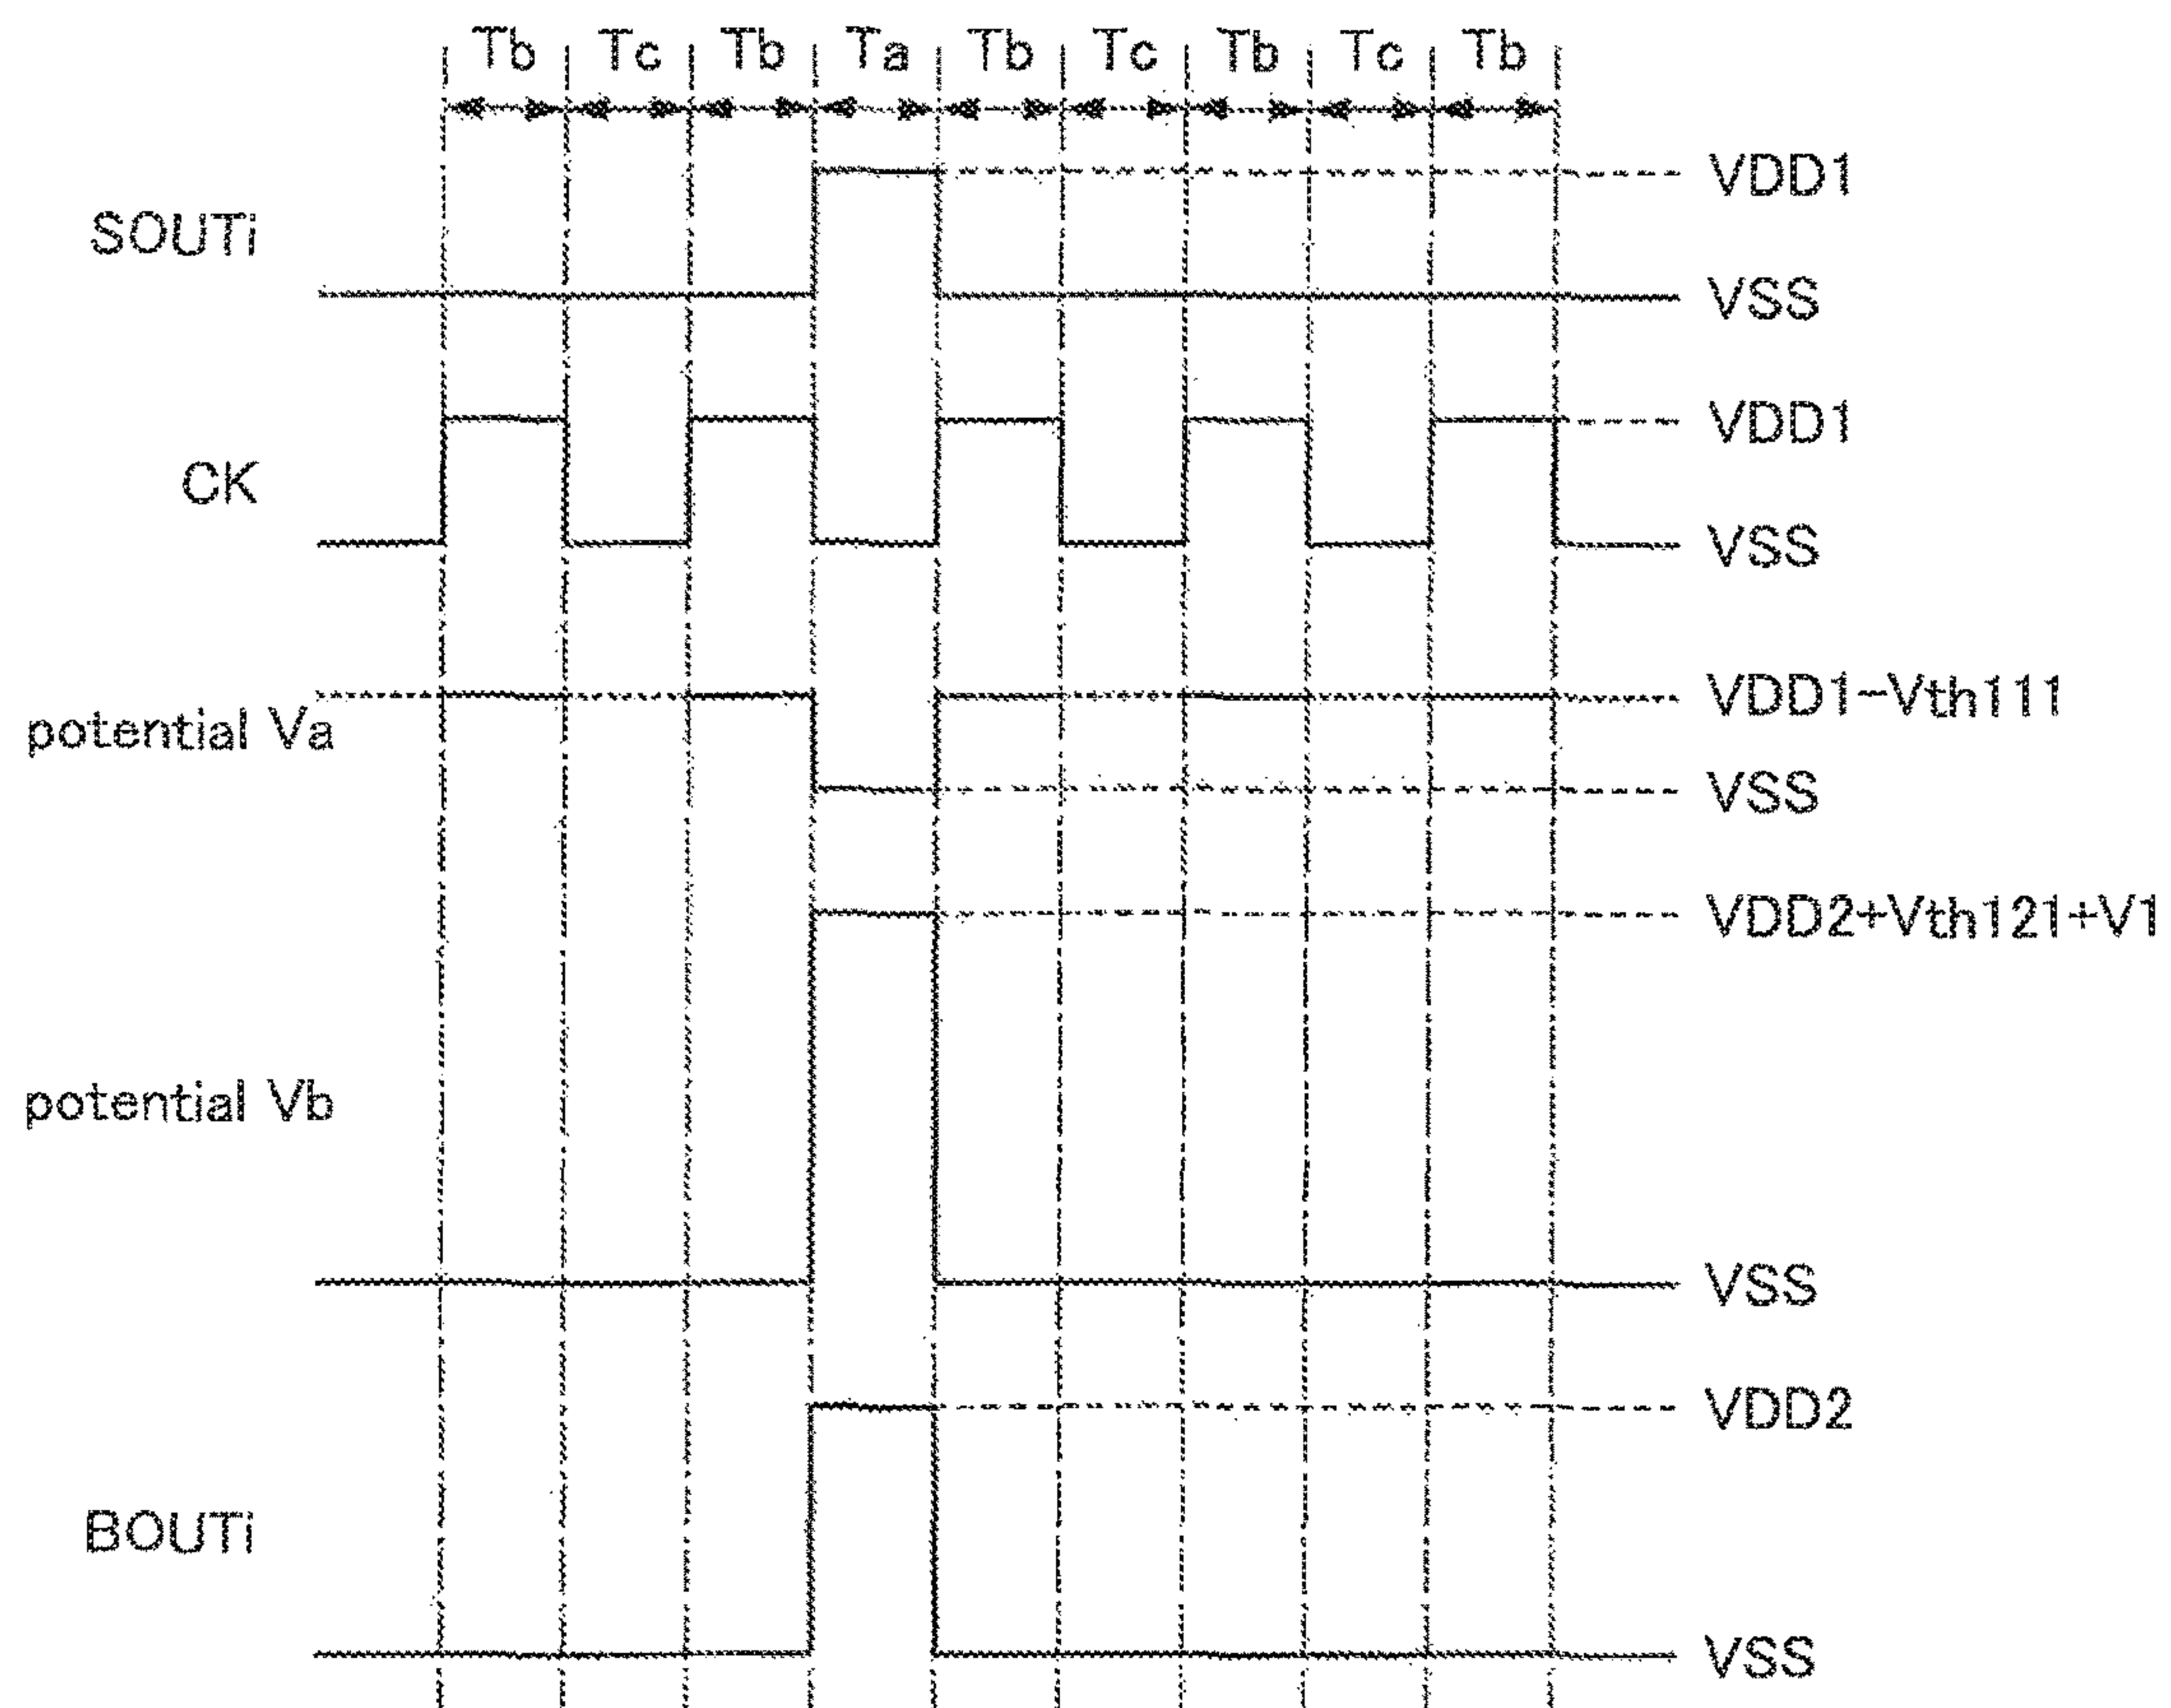 Tb Tc Tb Ta Tb Tc Tb Tc Tb
VDD1
SOUTi
VSS
VDD1
CK
VSS
VDD1-Vth111
potential Va
VSS
VDD2+Vth121+V1
potential Vb
VSS
VDD2
BOUTi
VSS